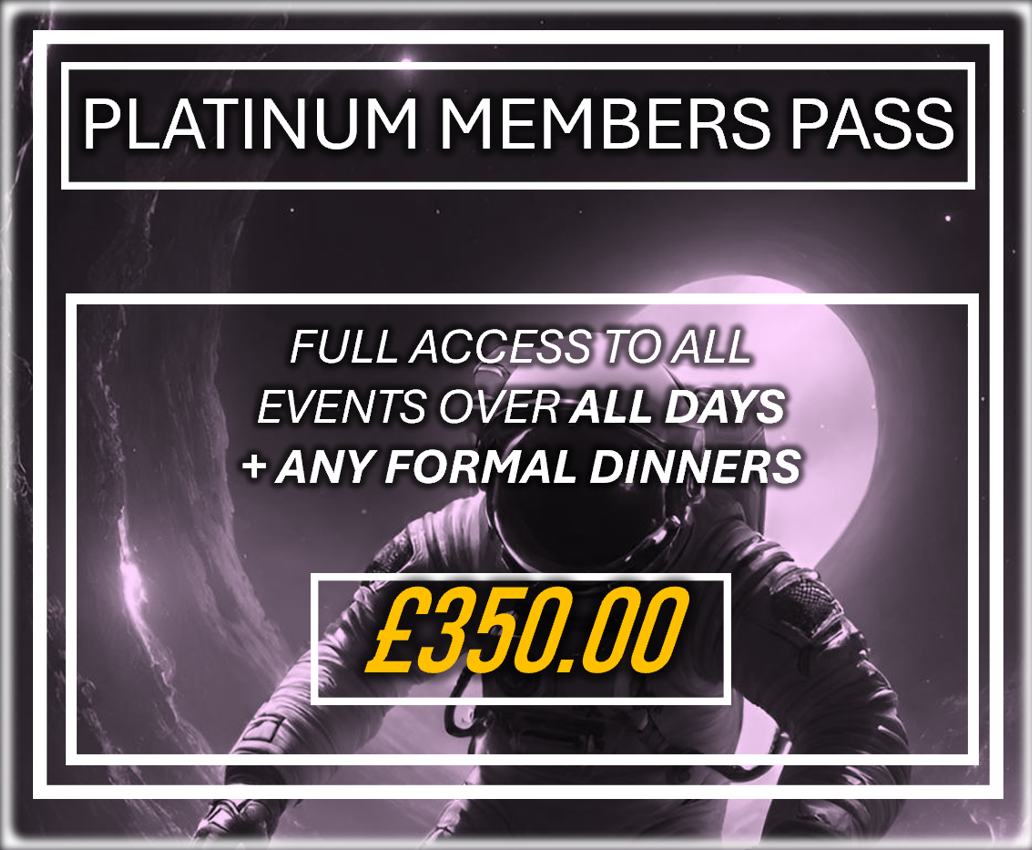 PLATINUM MEMBERS PASS
FULL ACCESS TO ALL
EVENTS OVER ALL DAYS
+ ANY FORMAL DINNERS
£350.00